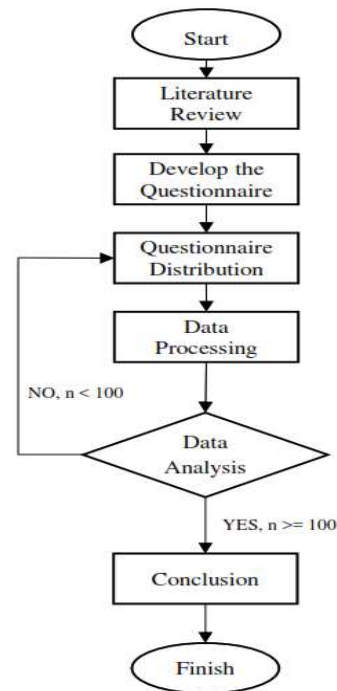 Start
Literature
Review
Develop the
Questionnaire
Questionnaire
Distribution
Data
Processing
NO, n < 100
Data
Analysis
YES, n >= 100
Conclusion
Finish